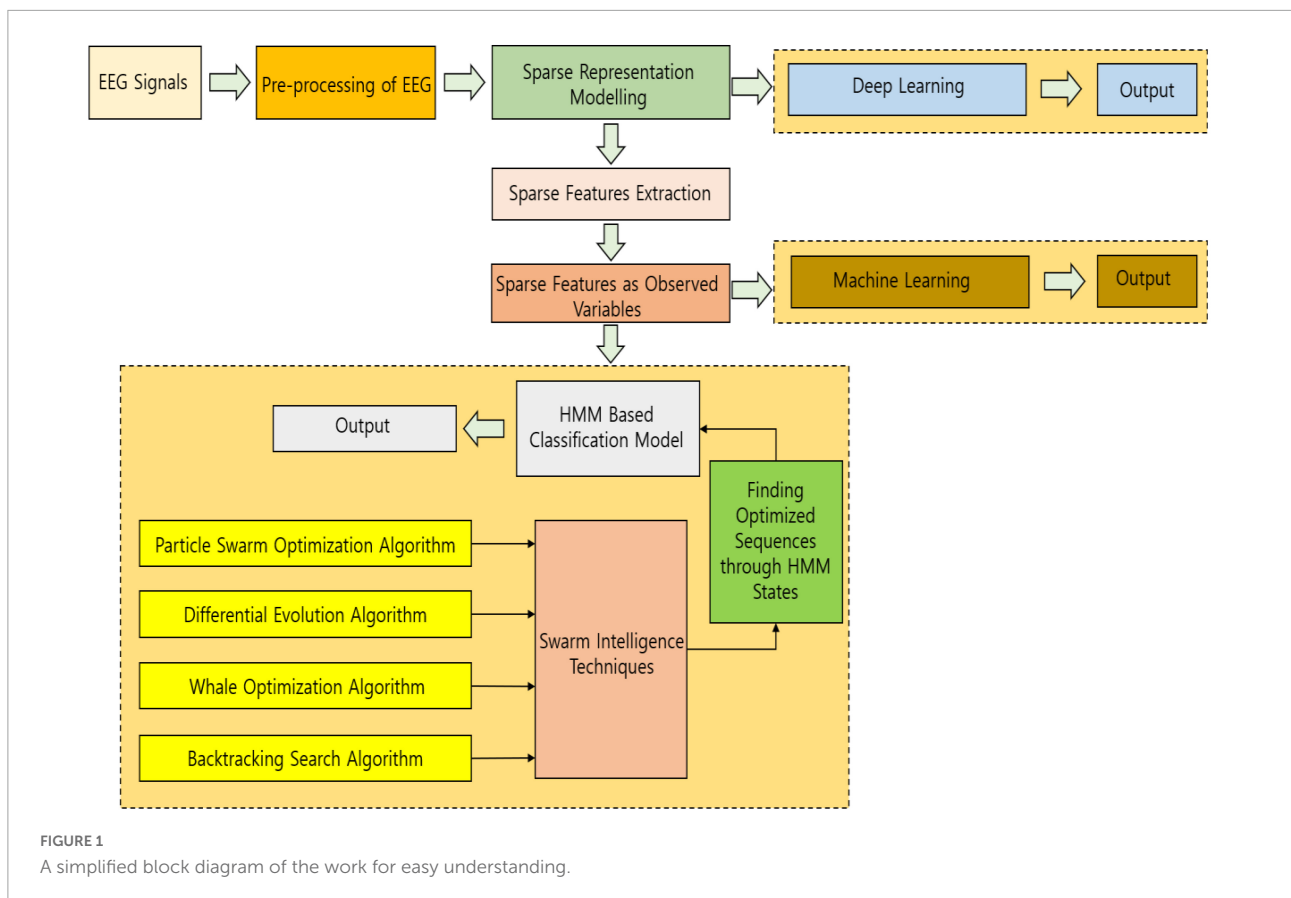 EEG Signals
Pre-processing of EEG
Sparse Representation
Modelling
Deep Learning
Output
Sparse Features Extraction
Sparse Features as Observed
Variables
Machine Learning
Output
Output
HMM Based
Classification Model
Finding
Optimized
Sequences
through HMM
States
Particle Swarm Optimization Algorithm
Differential Evolution Algorithm
Whale Optimization Algorithm
Backtracking Search Algorithm
Swarm Intelligence
Techniques
FIGURE 1
A simplified block diagram of the work for easy understanding.